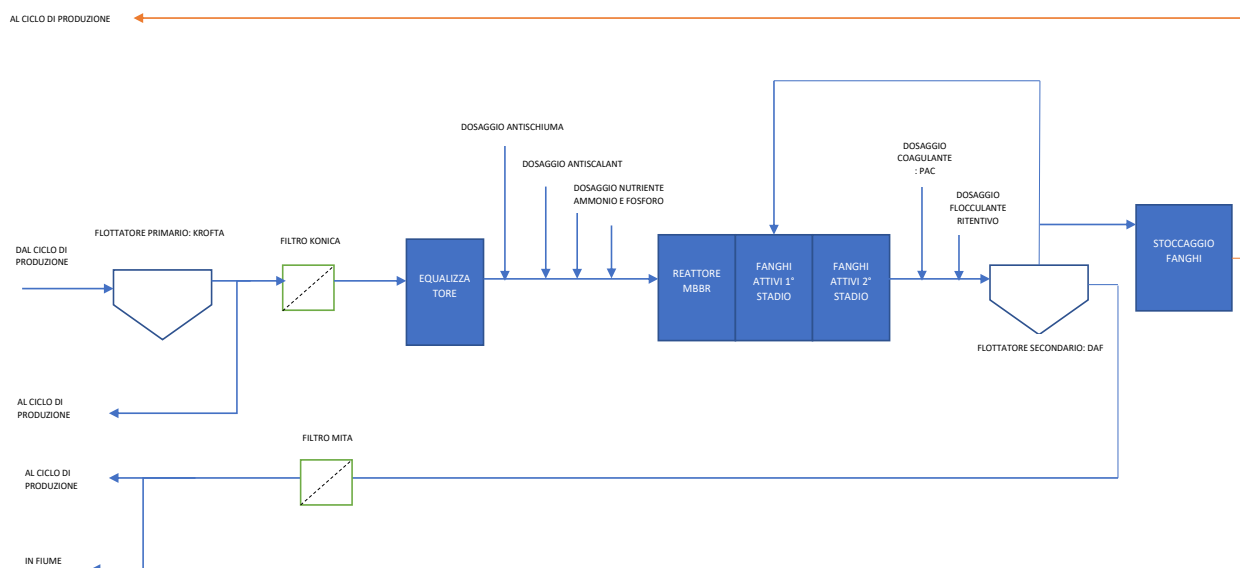 AL CICLO DI PRODUZIONE
DOSAGGIO ANTISCHIUMA
DOSAGGIO ANTISCALANT
DOSAGGIO NUTRIENTE
AMMONIO E FOSFORO
DOSAGGIO
COAGULANTE
: PAC
DOSAGGIO
FLOCCULANTE
RITENTIVO
FLOTTATORE PRIMARIO: KROFTA
FILTRO KONICA
DAL CICLO DI
PRODUZIONE
EQUALIZZA
TORE
REATTORE
MBBR
FANGHI
ATTIVI 1°
STADIO
FANGHI
ATTIVI 2°
STADIO
STOCCAGGIO
FANGHI
FLOTTATORE SECONDARIO: DAF
AL CICLO DI
PRODUZIONE
FILTRO MITA
AL CICLO DI
PRODUZIONE
IN FIUME